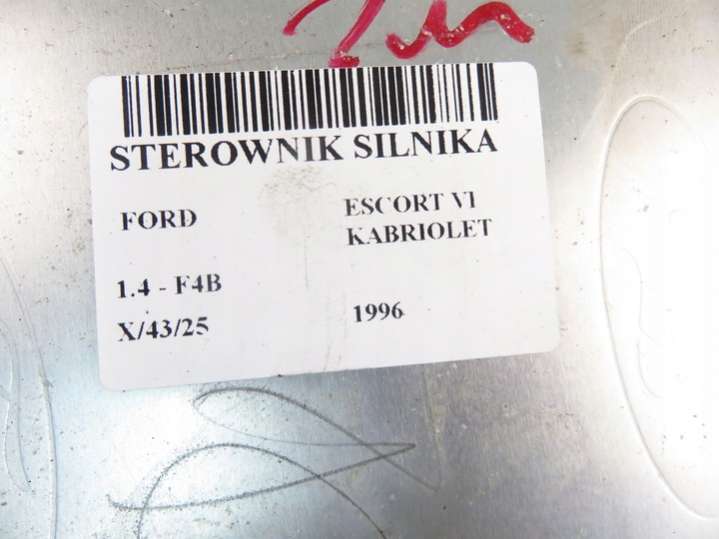 STEROWNIK SILNIKA
FORD
ESCORT VI
KABRIOLET
1.4 - F4B
X/43/25
1996